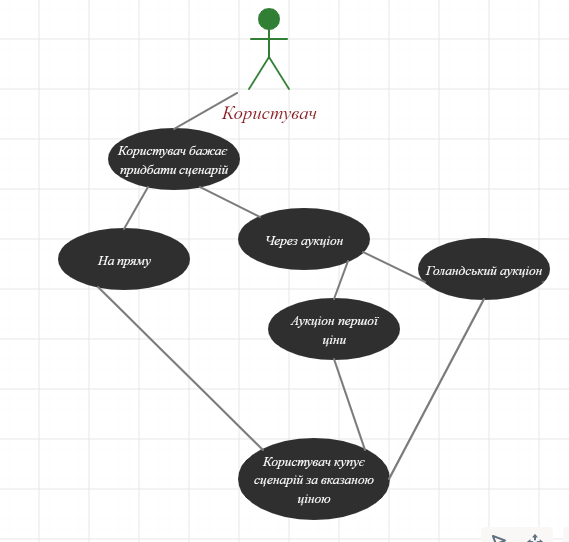 Користувач
Користувач бажає
придбати сценарій
На пряму
Через аукціон
Голандський аукціон
Аукціон першої
ціни
Користувач купує
сценарій за вказаною
ціною